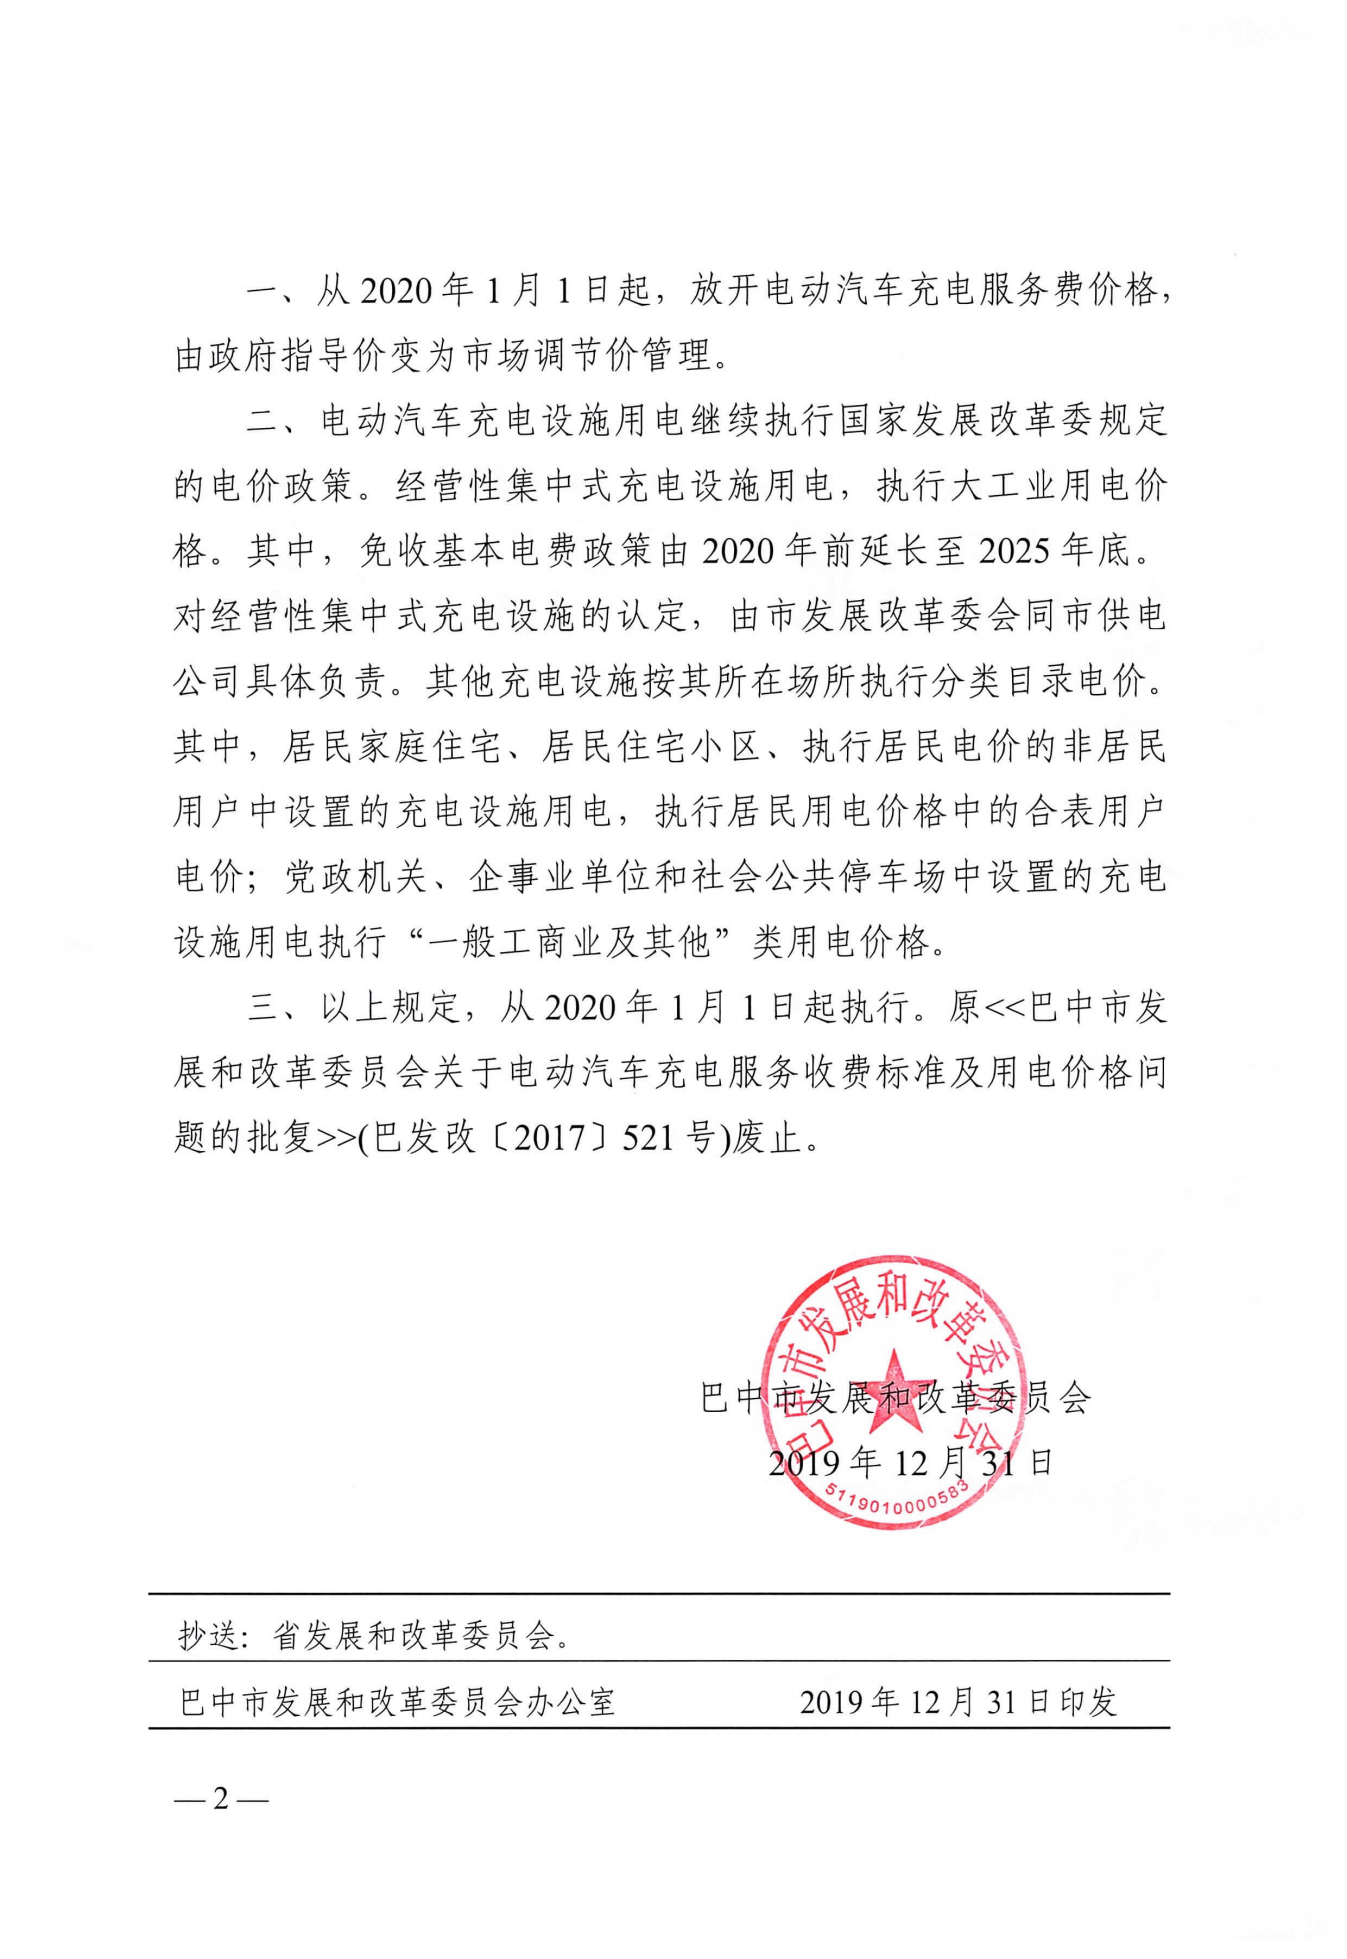 一、从2020年1月1日起，放开电动汽车充电服务费价格，
由政府指导价变为市场调节价管理。
二、电动汽车充电设施用电继续执行国家发展改革委规定
的电价政策。经营性集中式充电设施用电，执行大工业用电价
格。其中，免收基本电费政策由2020年前延长至2025年底。
对经营性集中式充电设施的认定，由市发展改革委会同市供电
公司具体负责。其他充电设施按其所在场所执行分类目录电价。
其中，居民家庭住宅、居民住宅小区、执行居民电价的非居民
用户中设置的充电设施用电，执行居民用电价格中的合表用户
电价；党政机关、企事业单位和社会公共停车场中设置的充电
设施用电执行“一般工商业及其他”类用电价格。
三、以上规定，从2020年1月1日起执行。原<<巴中市发
展和改革委员会关于电动汽车充电服务收费标准及用电价格问
题的批复>>(巴发改〔2017〕521号)废止。
巴中市发展和改革委员会
巴中市发展和改革委员会
2019年12月31日
5119010000583
抄送：省发展和改革委员会。
巴中市发展和改革委员会办公室 2019年12月31日印发
—2—